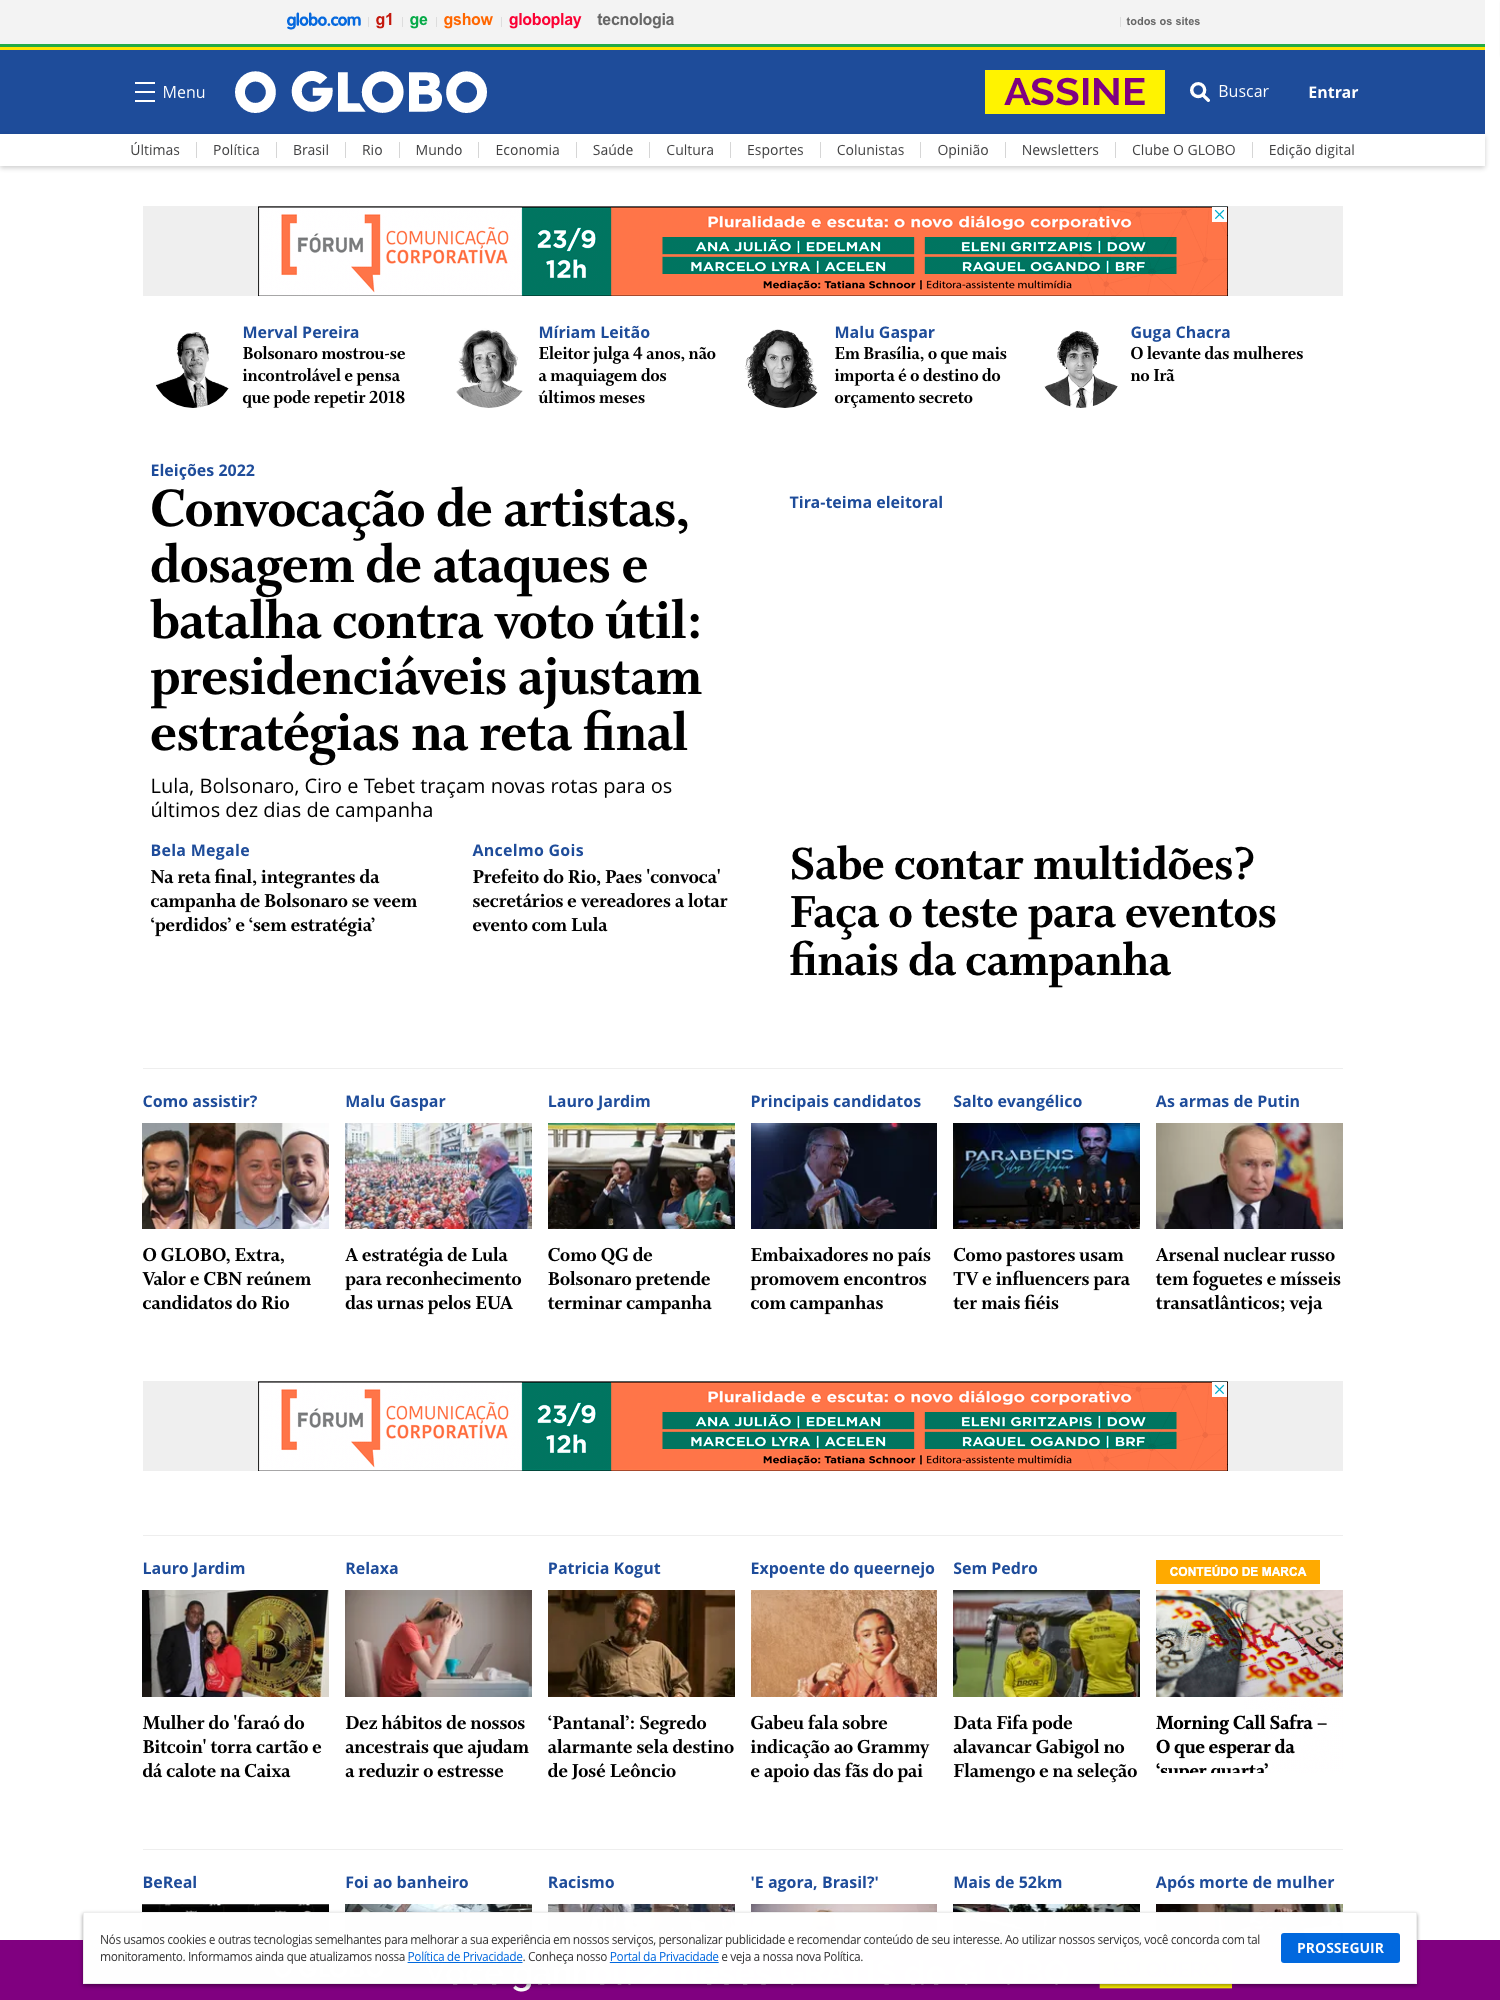 globo.com
g1
ge
gshow
globoplay
tecnologia
todos os sites
Menu
O GLOBO
ASSINE
Buscar
Entrar
Últimas
Política
Brasil
Rio
Mundo
Economia
Saúde
Cultura
Esportes
Colunistas
Opinião
Newsletters
Clube O GLOBO
Edição digital
FÓRUM
COMUNICAÇÃO
CORPORATIVA
23/9
12h
Pluralidade e escuta: o novo diálogo corporativo
ANA JULIÃO | EDELMAN
ELENI GRITZAPIS | DOW
MARCELO LYRA | ACELEN
RAQUEL OGANDO | BRF
Mediação: Tatiana Schnoor | Editora-assistente multimídia
Merval Pereira
Bolsonaro mostrou-se
incontrolável e pensa
que pode repetir 2018
Míriam Leitão
Eleitor julga 4 anos, não
a maquiagem dos
últimos meses
Malu Gaspar
Em Brasília, o que mais
importa é o destino do
orçamento secreto
Guga Chacra
O levante das mulheres
no Irã
Eleições 2022
Convocação de artistas,
dosagem de ataques e
batalha contra voto útil:
presidenciáveis ajustam
estratégias na reta final
Lula, Bolsonaro, Ciro e Tebet traçam novas rotas para os
últimos dez dias de campanha
Bela Megale
Na reta final, integrantes da
campanha de Bolsonaro se veem
‘perdidos’ e ‘sem estratégia’
Ancelmo Gois
Prefeito do Rio, Paes 'convoca'
secretários e vereadores a lotar
evento com Lula
Tira-teima eleitoral
Sabe contar multidões?
Faça o teste para eventos
finais da campanha
Como assistir?
O GLOBO, Extra,
Valor e CBN reúnem
candidatos do Rio
Malu Gaspar
A estratégia de Lula
para reconhecimento
das urnas pelos EUA
Lauro Jardim
Como QG de
Bolsonaro pretende
terminar campanha
Principais candidatos
Embaixadores no país
promovem encontros
com campanhas
Salto evangélico
PARABÉNS
Pr. Silas Malafaia
Como pastores usam
TV e influencers para
ter mais fiéis
As armas de Putin
Arsenal nuclear russo
tem foguetes e mísseis
transatlânticos; veja
FÓRUM
COMUNICAÇÃO
CORPORATIVA
23/9
12h
Pluralidade e escuta: o novo diálogo corporativo
ANA JULIÃO | EDELMAN
ELENI GRITZAPIS | DOW
MARCELO LYRA | ACELEN
RAQUEL OGANDO | BRF
Mediação: Tatiana Schnoor | Editora-assistente multimídia
Lauro Jardim
Mulher do 'faraó do
Bitcoin' torra cartão e
dá calote na Caixa
Relaxa
Dez hábitos de nossos
ancestrais que ajudam
a reduzir o estresse
Patricia Kogut
‘Pantanal’: Segredo
alarmante sela destino
de José Leôncio
Expoente do queernejo
Gabeu fala sobre
indicação ao Grammy
e apoio das fãs do pai
Sem Pedro
Data Fifa pode
alavancar Gabigol no
Flamengo e na seleção
CONTEÚDO DE MARCA
Morning Call Safra –
O que esperar da
‘super quarta’
BeReal
Foi ao banheiro
Racismo
'E agora, Brasil?'
Mais de 52km
Após morte de mulher
Nós usamos cookies e outras tecnologias semelhantes para melhorar a sua experiência em nossos serviços, personalizar publicidade e recomendar conteúdo de seu interesse. Ao utilizar nossos serviços, você concorda com tal
monitoramento. Informamos ainda que atualizamos nossa Política de Privacidade. Conheça nosso Portal da Privacidade e veja a nossa nova Política.
PROSSEGUIR